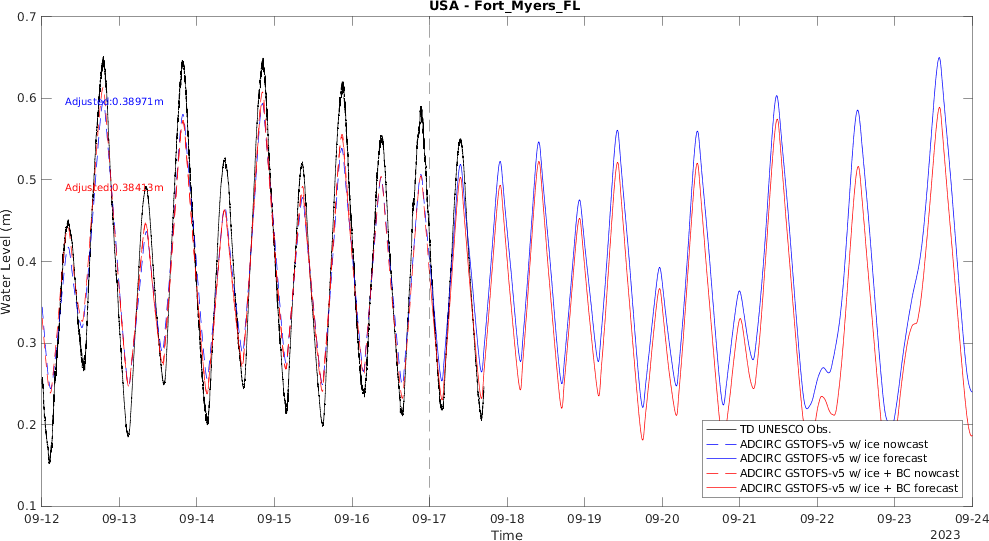 USA - Fort_Myers_FL
0.7
0.6
0.5
0.4
0.3
0.2
0.1
Water Level (m)
Adjusted:0.38971m
Adjusted:0.38413m
TD UNESCO Obs.
ADCIRC GSTOFS-v5 w/ ice nowcast
ADCIRC GSTOFS-v5 w/ ice forecast
ADCIRC GSTOFS-v5 w/ ice + BC nowcast
ADCIRC GSTOFS-v5 w/ ice + BC forecast
09-12 09-13 09-14 09-15 09-16 09-17 09-18 09-19 09-20 09-21 09-22 09-23 09-24
Time
2023